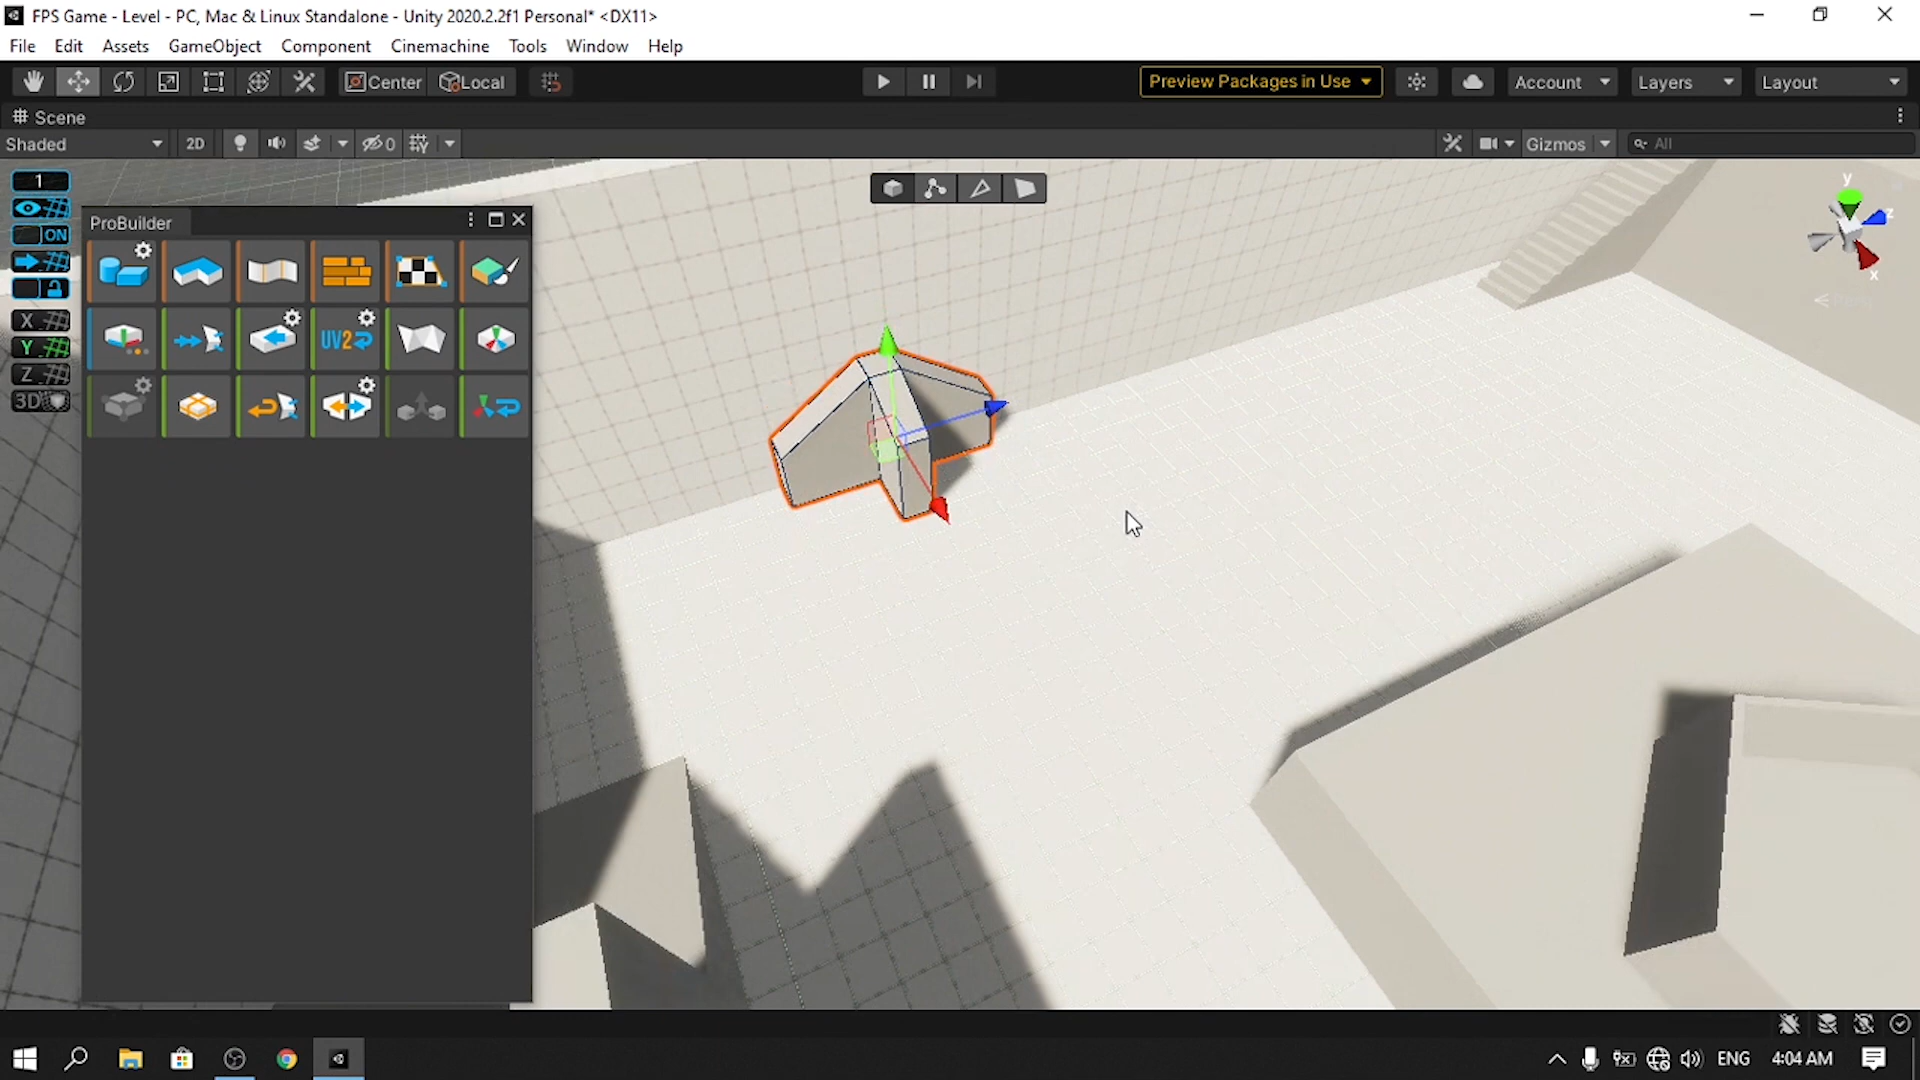 FPS Game - Level - PC, Mac & Linux Standalone - Unity 2020.2.2f1 Personal* <DX11>
File Edit Assets GameObject Component Cinemachine Tools Window Help
Center Local Preview Packages in Use Account Layers Layout
Scene
Shaded 2D 0 Gizmos All
1
ON
X
Y
Z
3D
ProBuilder
UV2
y
z
x
ENG 4:04 AM